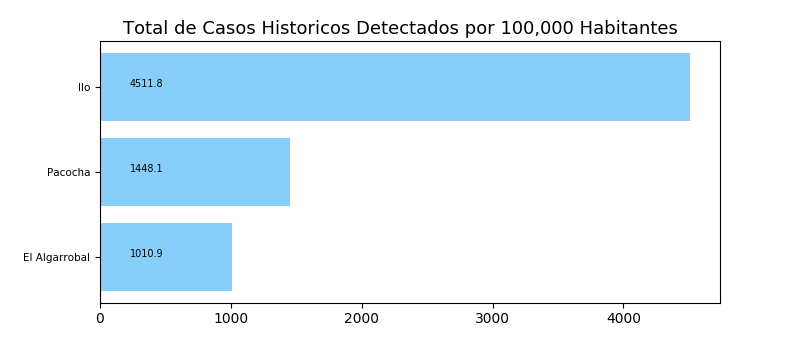 Total de Casos Historicos Detectados por 100,000 Habitantes
Ilo
4511.8
Pacocha
1448.1
El Algarrobal
1010.9
0 1000 2000 3000 4000